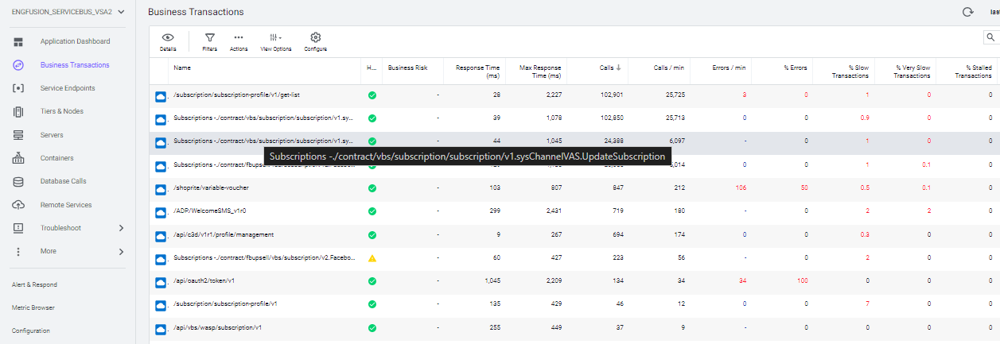 ENGFUSION_SERVICEBUS_VSA2
Business Transactions
las
Application Dashboard
Business Transactions
Service Endpoints
Tiers & Nodes
Servers
Containers
Database Calls
Remote Services
Troubleshoot
More
Alert & Respond
Metric Browser
Configuration
Details
Filters
Actions
View Options
Configure
Name H... Business Risk Response Time (ms) Max Response Time (ms) Calls ↓ Calls / min Errors / min % Errors % Slow Transactions % Very Slow Transactions % Stalled Transactions
/subscription/subscription-profile/v1/get-list - 28 2,227 102,901 25,725 3 0 1 0 0
Subscriptions -./contract/vbs/subscription/subscription/v1.sy... - 39 1,078 102,850 25,713 0 0 0.9 0 0
Subscriptions -./contract/vbs/subscription/subscription/v1.sy... - 44 1,045 24,388 6,097 - 0 1 0 0
Subscriptions -./contract/vbs/subscription/subscription/v1.sysChannelVAS.UpdateSubscription
Subscriptions -./contract/fbupsell/ ,014 0 0 1 0.1 0
/shoprite/variable-voucher - 103 807 847 212 106 50 0.5 0.1 0
/ADP/WelcomeSMS_v1r0 - 299 2,431 719 180 - 0 2 2 0
/api/c3d/v1r1/profile/management - 9 267 694 174 0 0 0.3 0 0
Subscriptions -./contract/fbupsell/vbs/subscription/v2.Facebo... - 60 427 223 56 - 0 2 0 0
/api/oauth2/token/v1 - 1,045 2,209 134 34 34 100 0 0 0
/subscription/subscription-profile/v1 - 135 429 46 12 0 0 7 0 0
/api/vbs/wasp/subscription/v1 - 255 449 37 9 - 0 0 0 0